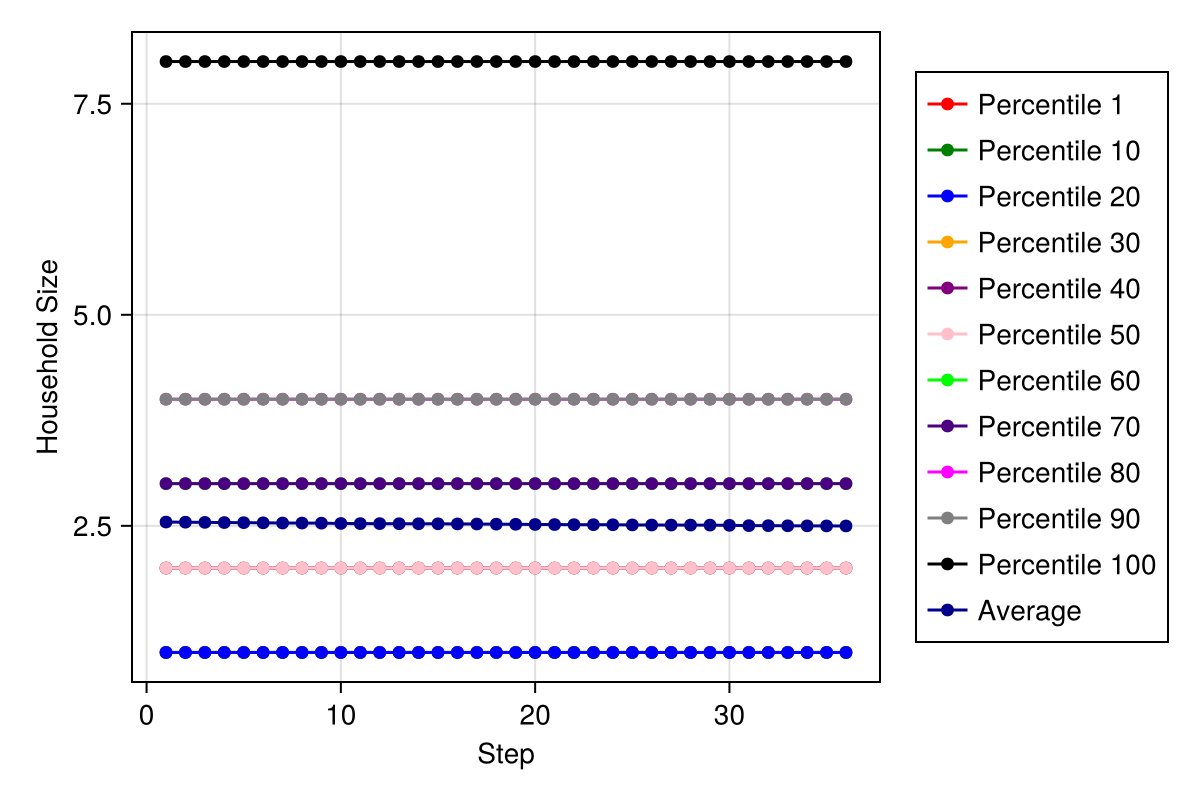 7.5
5.0
2.5
Household Size
0
10
20
30
Step
Percentile 1
Percentile 10
Percentile 20
Percentile 30
Percentile 40
Percentile 50
Percentile 60
Percentile 70
Percentile 80
Percentile 90
Percentile 100
Average